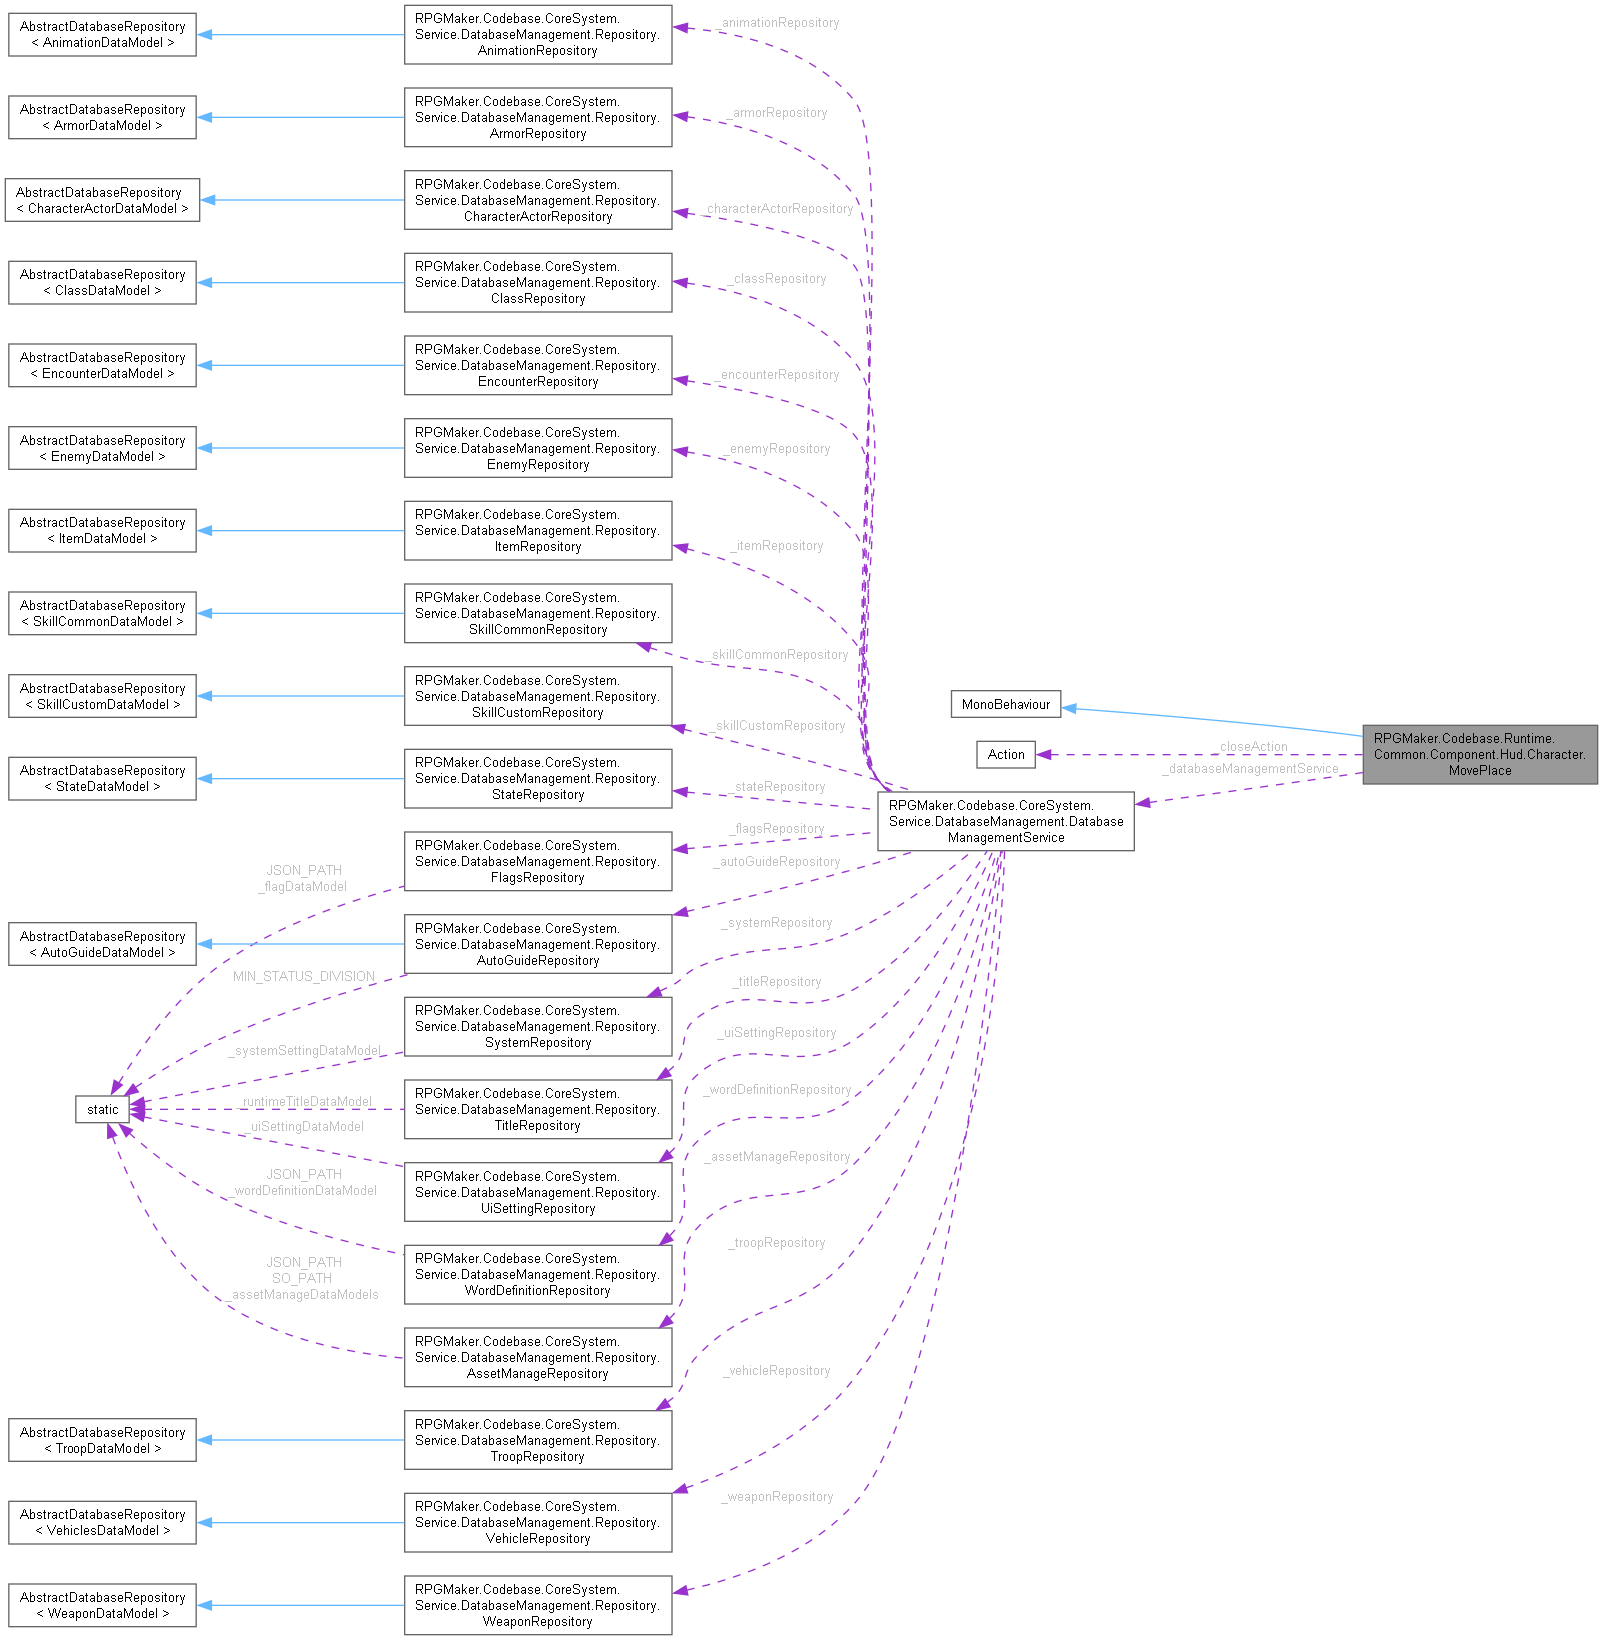 AbstractDatabaseRepository
< AnimationDataModel >
RPGMaker.Codebase.CoreSystem.
Service.DatabaseManagement.Repository.
AnimationRepository
_animationRepository
AbstractDatabaseRepository
< ArmorDataModel >
RPGMaker.Codebase.CoreSystem.
Service.DatabaseManagement.Repository.
ArmorRepository
_armorRepository
AbstractDatabaseRepository
< CharacterActorDataModel >
RPGMaker.Codebase.CoreSystem.
Service.DatabaseManagement.Repository.
CharacterActorRepository
_characterActorRepository
AbstractDatabaseRepository
< ClassDataModel >
RPGMaker.Codebase.CoreSystem.
Service.DatabaseManagement.Repository.
ClassRepository
_classRepository
AbstractDatabaseRepository
< EncounterDataModel >
RPGMaker.Codebase.CoreSystem.
Service.DatabaseManagement.Repository.
EncounterRepository
_encounterRepository
AbstractDatabaseRepository
< EnemyDataModel >
RPGMaker.Codebase.CoreSystem.
Service.DatabaseManagement.Repository.
EnemyRepository
_enemyRepository
AbstractDatabaseRepository
< ItemDataModel >
RPGMaker.Codebase.CoreSystem.
Service.DatabaseManagement.Repository.
ItemRepository
_itemRepository
AbstractDatabaseRepository
< SkillCommonDataModel >
RPGMaker.Codebase.CoreSystem.
Service.DatabaseManagement.Repository.
SkillCommonRepository
_skillCommonRepository
AbstractDatabaseRepository
< SkillCustomDataModel >
RPGMaker.Codebase.CoreSystem.
Service.DatabaseManagement.Repository.
SkillCustomRepository
_skillCustomRepository
MonoBehaviour
Action
_closeAction
_databaseManagementService
RPGMaker.Codebase.Runtime.
Common.Component.Hud.Character.
MovePlace
AbstractDatabaseRepository
< StateDataModel >
RPGMaker.Codebase.CoreSystem.
Service.DatabaseManagement.Repository.
StateRepository
_stateRepository
RPGMaker.Codebase.CoreSystem.
Service.DatabaseManagement.Database
ManagementService
RPGMaker.Codebase.CoreSystem.
Service.DatabaseManagement.Repository.
FlagsRepository
_flagsRepository
JSON_PATH
_flagDataModel
AbstractDatabaseRepository
< AutoGuideDataModel >
RPGMaker.Codebase.CoreSystem.
Service.DatabaseManagement.Repository.
AutoGuideRepository
_autoGuideRepository
MIN_STATUS_DIVISION
RPGMaker.Codebase.CoreSystem.
Service.DatabaseManagement.Repository.
SystemRepository
_systemRepository
_systemSettingDataModel
static
_runtimeTitleDataModel
RPGMaker.Codebase.CoreSystem.
Service.DatabaseManagement.Repository.
TitleRepository
_titleRepository
_uiSettingDataModel
RPGMaker.Codebase.CoreSystem.
Service.DatabaseManagement.Repository.
UiSettingRepository
_uiSettingRepository
JSON_PATH
_wordDefinitionDataModel
RPGMaker.Codebase.CoreSystem.
Service.DatabaseManagement.Repository.
WordDefinitionRepository
_wordDefinitionRepository
JSON_PATH
SO_PATH
_assetManageDataModels
RPGMaker.Codebase.CoreSystem.
Service.DatabaseManagement.Repository.
AssetManageRepository
_assetManageRepository
AbstractDatabaseRepository
< TroopDataModel >
RPGMaker.Codebase.CoreSystem.
Service.DatabaseManagement.Repository.
TroopRepository
_troopRepository
AbstractDatabaseRepository
< VehiclesDataModel >
RPGMaker.Codebase.CoreSystem.
Service.DatabaseManagement.Repository.
VehicleRepository
_vehicleRepository
AbstractDatabaseRepository
< WeaponDataModel >
RPGMaker.Codebase.CoreSystem.
Service.DatabaseManagement.Repository.
WeaponRepository
_weaponRepository